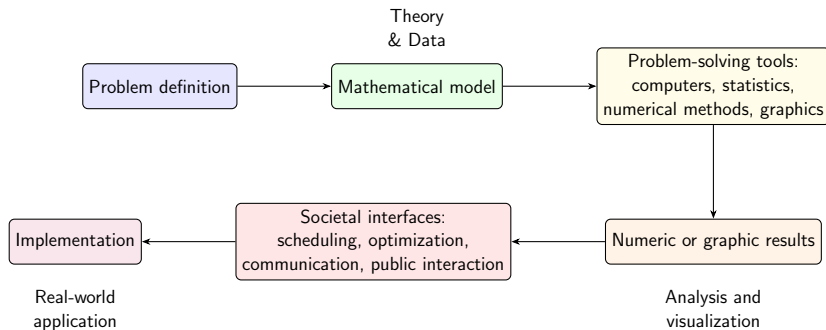 Theory
& Data
Problem definition
Mathematical model
Problem-solving tools:
computers, statistics,
numerical methods, graphics
Implementation
Societal interfaces:
scheduling, optimization,
communication, public interaction
Numeric or graphic results
Real-world
application
Analysis and
visualization